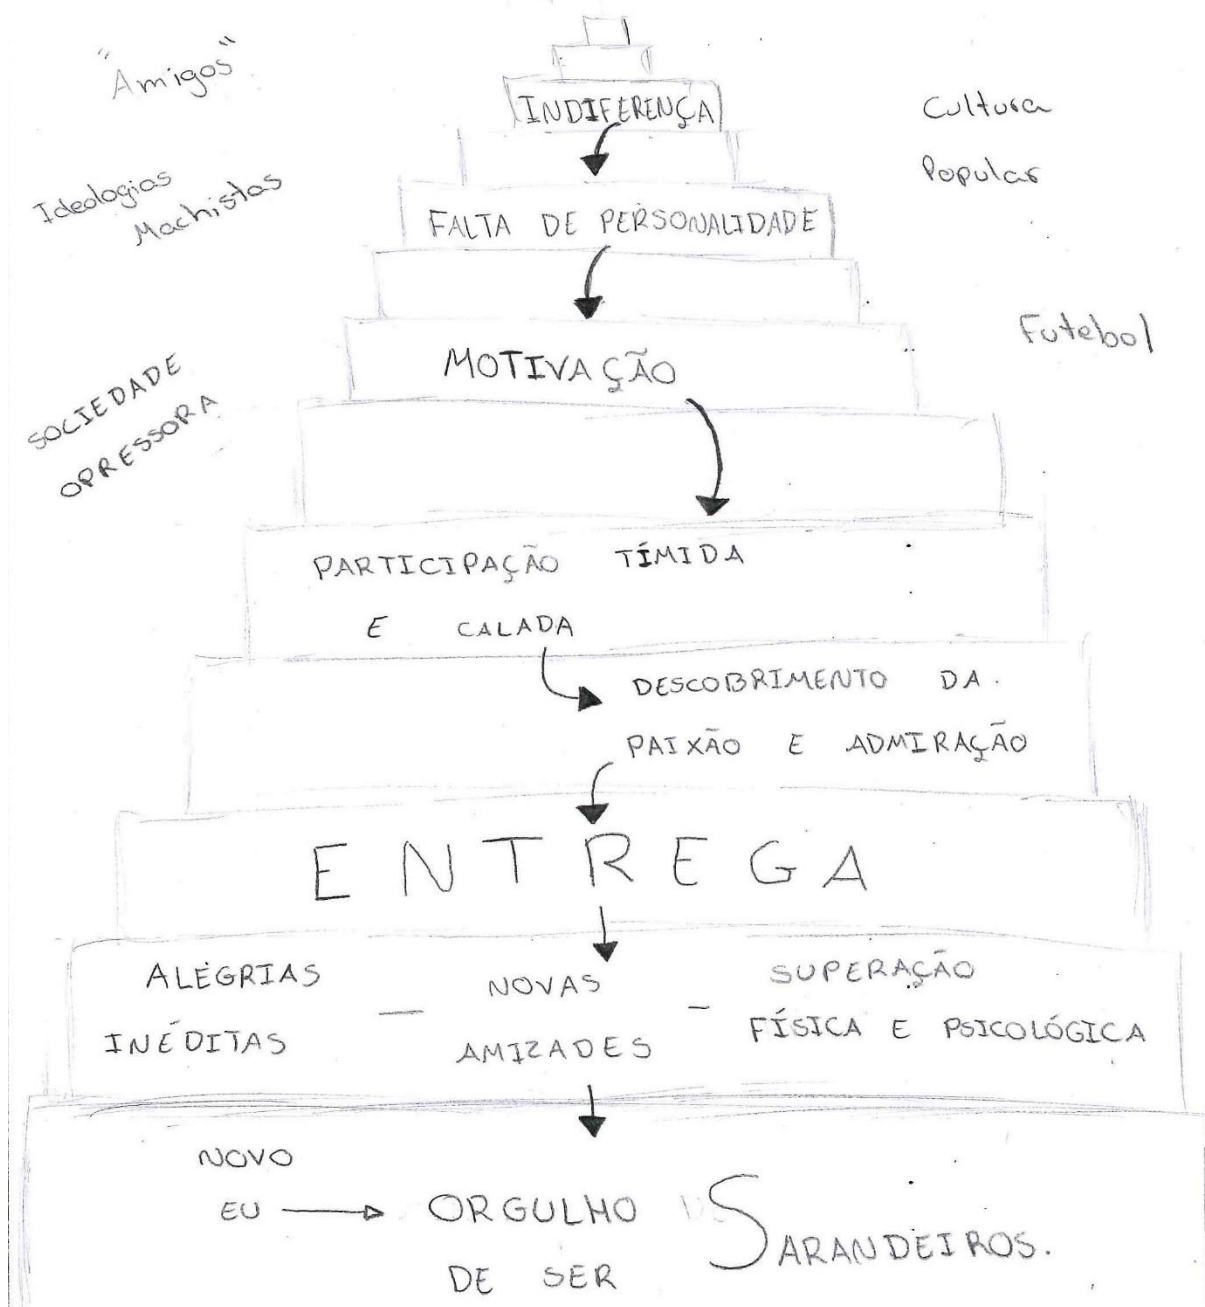 "Amigos"
INDIFERENÇA
Cultura
Popular
Ideologias
Machistas
FALTA DE PERSONALIDADE
Futebol
MOTIVAÇÃO
SOCIEDADE
OPRESSORA
PARTICIPAÇÃO TÍMIDA
E CALADA
DESCOBRIMENTO DA
PAIXÃO E ADMIRAÇÃO
ENTREGA
ALEGRIAS
INÉDITAS
—
NOVAS
AMIZADES
-
SUPERAÇÃO
FÍSICA E PSICOLÓGICA
NOVO
EU
ORGULHO
DE SER
SARANDEIROS.